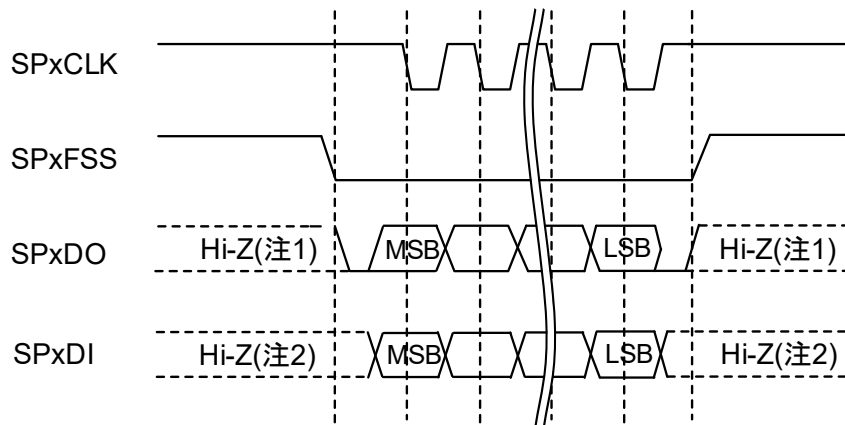 SPxCLK
SPxFSS
SPxDO Hi-Z(注1) MSB LSB Hi-Z(注1)
SPxDI Hi-Z(注2) MSB LSB Hi-Z(注2)